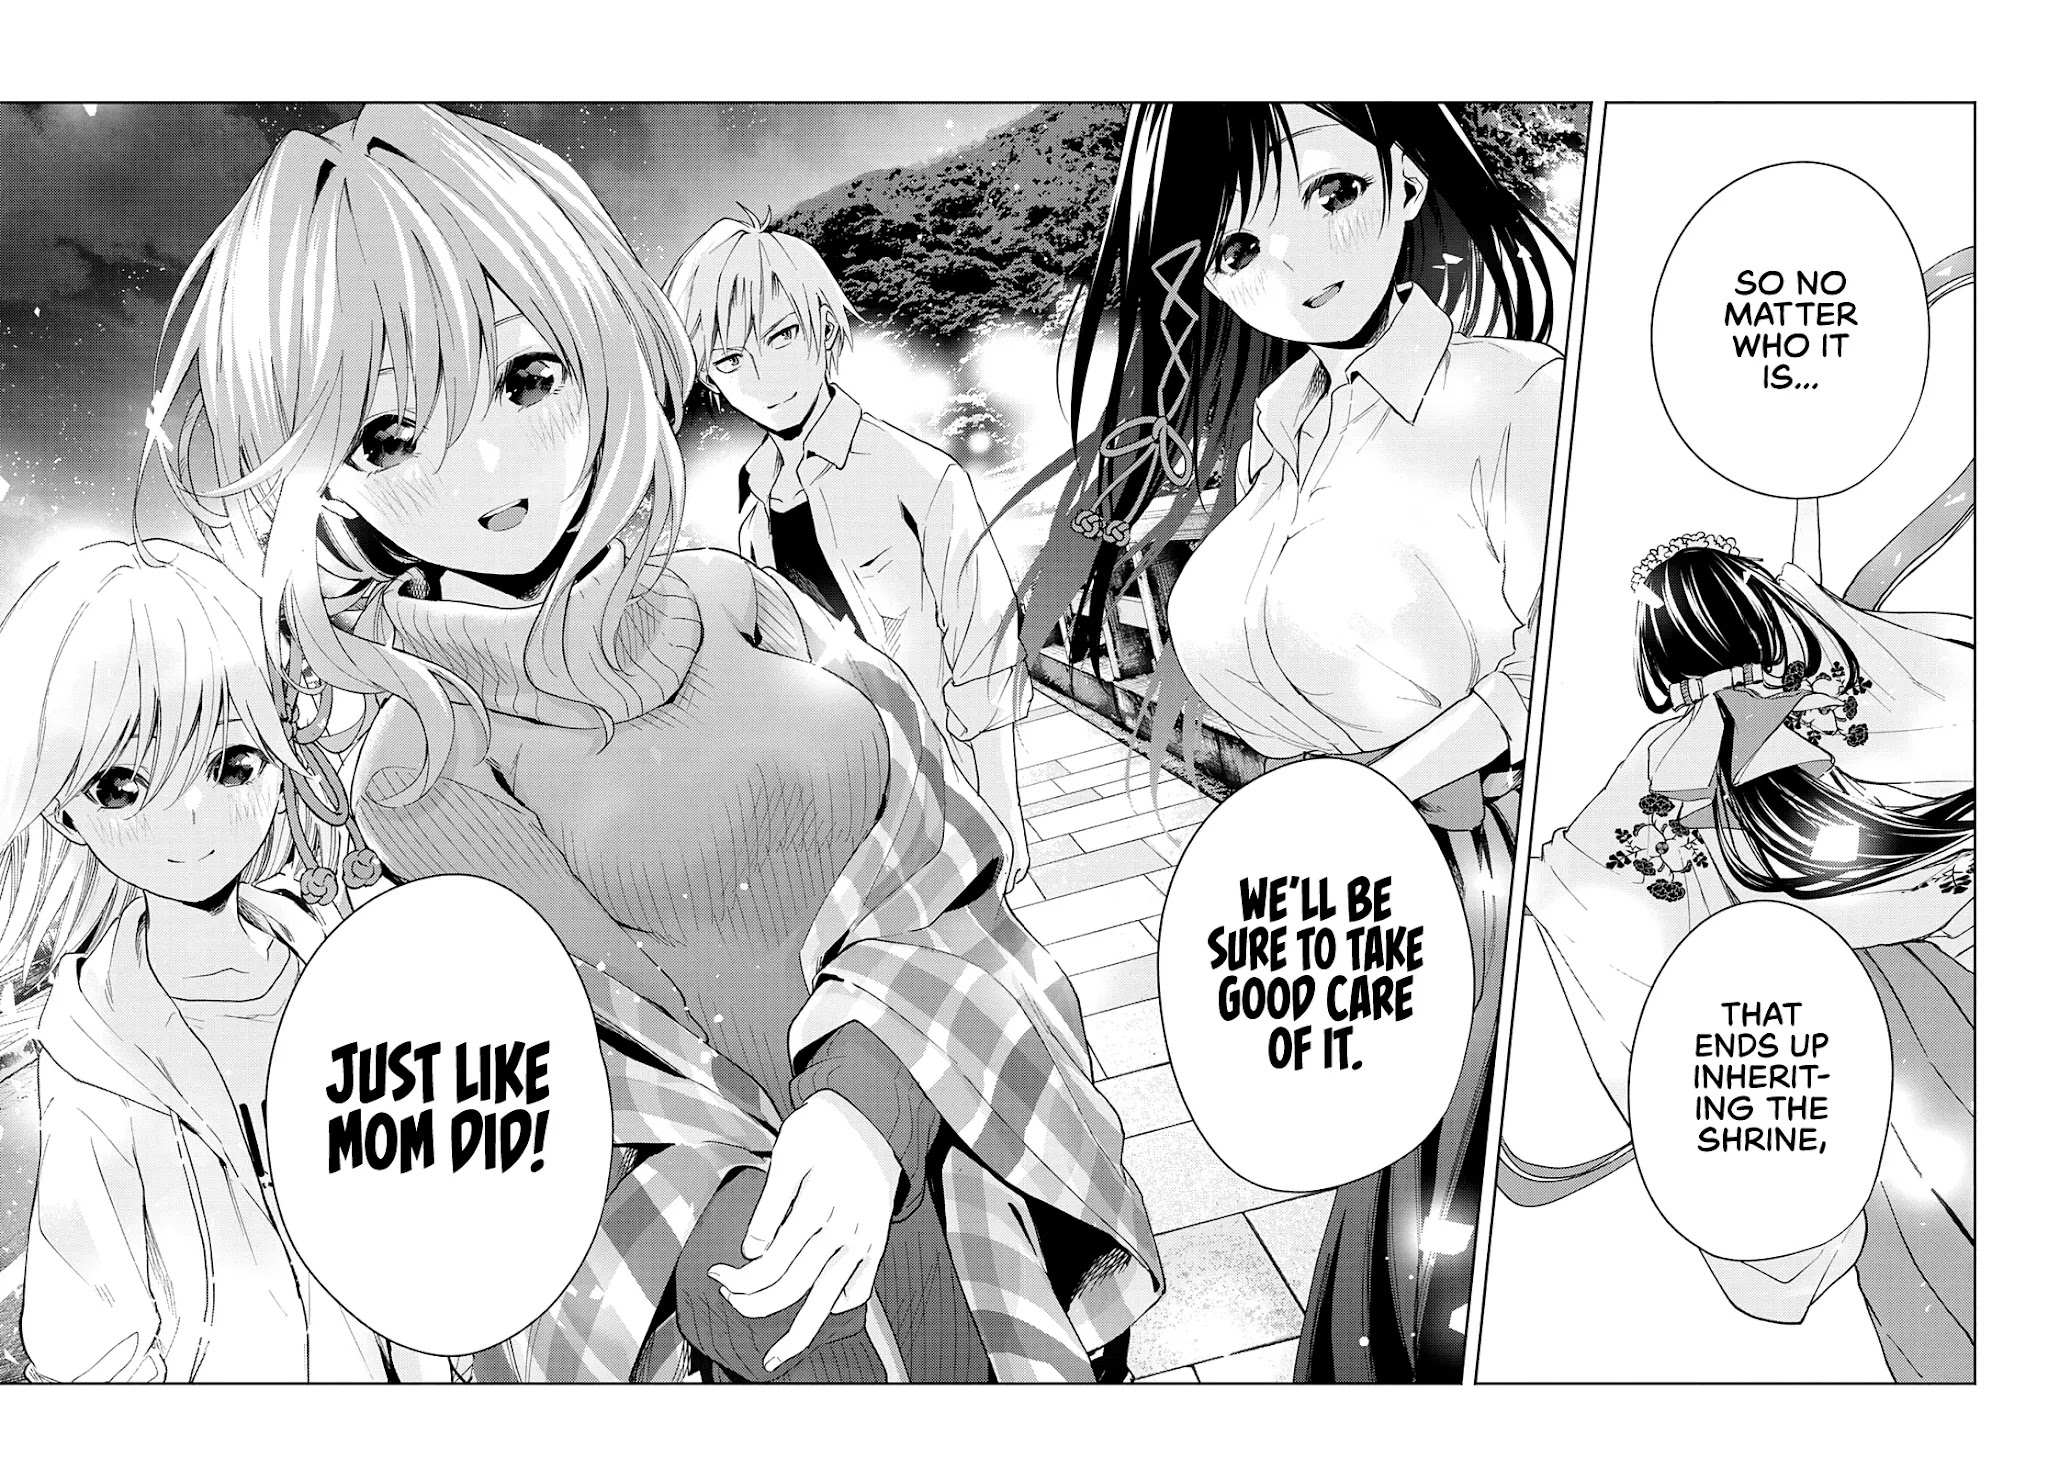 SO NO
MATTER
WHO IT
IS...
THAT
ENDS UP
INHERIT-
ING THE
SHRINE,
WE'LL BE
SURE TO TAKE
GOOD CARE
OF IT.
JUST LIKE
MOM DID!